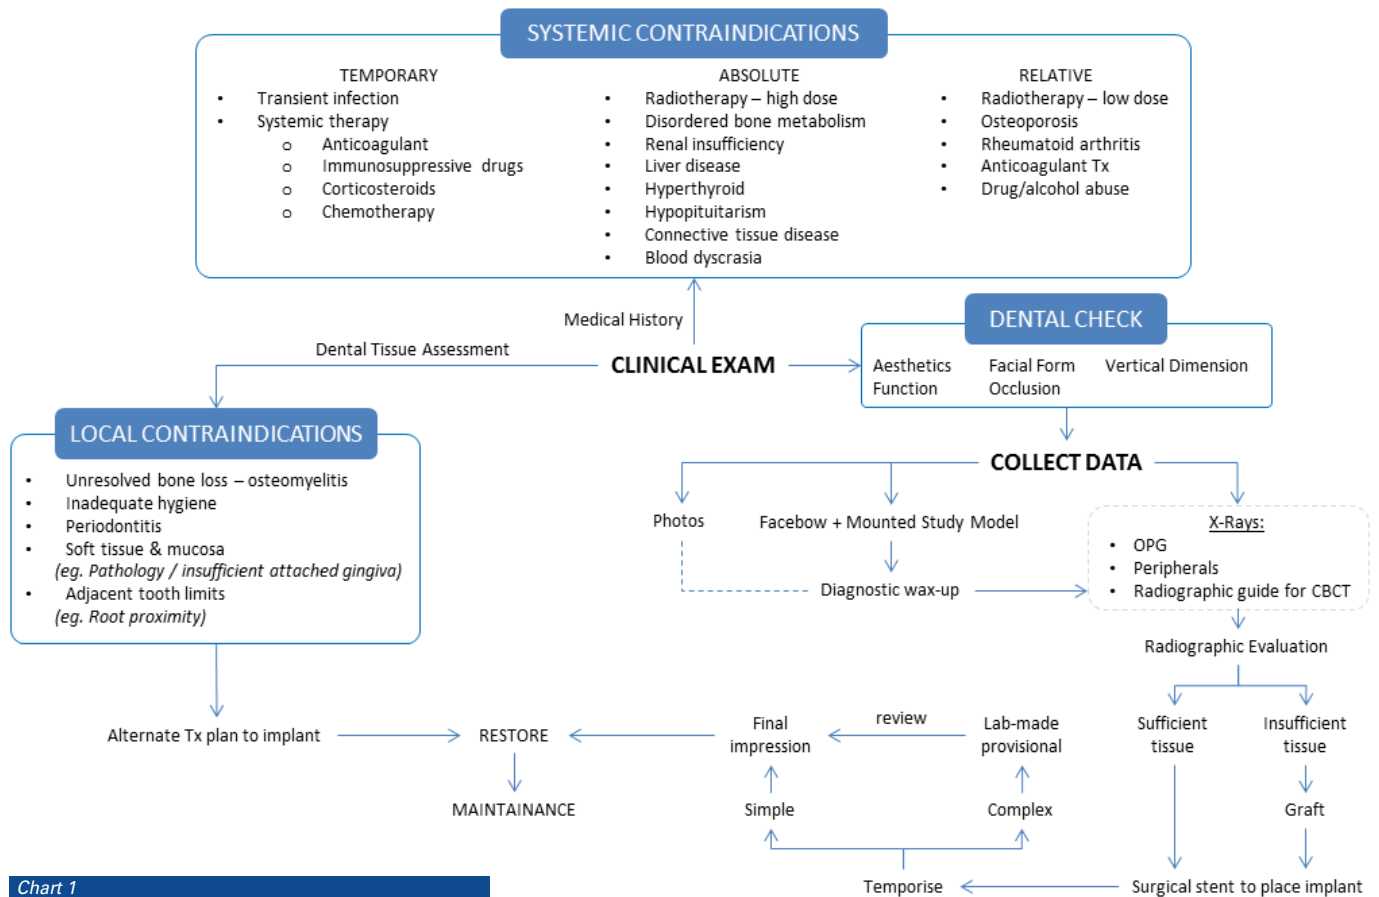 SYSTEMIC CONTRAINDICATIONS
TEMPORARY
• Transient infection
• Systemic therapy
o Anticoagulant
o Immunosuppressive drugs
o Corticosteroids
o Chemotherapy
ABSOLUTE
• Radiotherapy – high dose
• Disordered bone metabolism
• Renal insufficiency
• Liver disease
• Hyperthyroid
• Hypopituitarism
• Connective tissue disease
• Blood dyscrasia
RELATIVE
• Radiotherapy – low dose
• Osteoporosis
• Rheumatoid arthritis
• Anticoagulant Tx
• Drug/alcohol abuse
Medical History
Dental Tissue Assessment
CLINICAL EXAM
DENTAL CHECK
Aesthetics
Function
Facial Form
Occlusion
Vertical Dimension
LOCAL CONTRAINDICATIONS
• Unresolved bone loss – osteomyelitis
• Inadequate hygiene
• Periodontitis
• Soft tissue & mucosa
(eg. Pathology / insufficient attached gingiva)
• Adjacent tooth limits
(eg. Root proximity)
COLLECT DATA
Photos
Facebow + Mounted Study Model
Diagnostic wax-up
X-Rays:
• OPG
• Peripherals
• Radiographic guide for CBCT
Radiographic Evaluation
Sufficient
tissue
Insufficient
tissue
Graft
Surgical stent to place implant
Temporise
Simple
Complex
Lab-made
provisional
review
Final
impression
Alternate Tx plan to implant
RESTORE
MAINTAINANCE
Chart 1